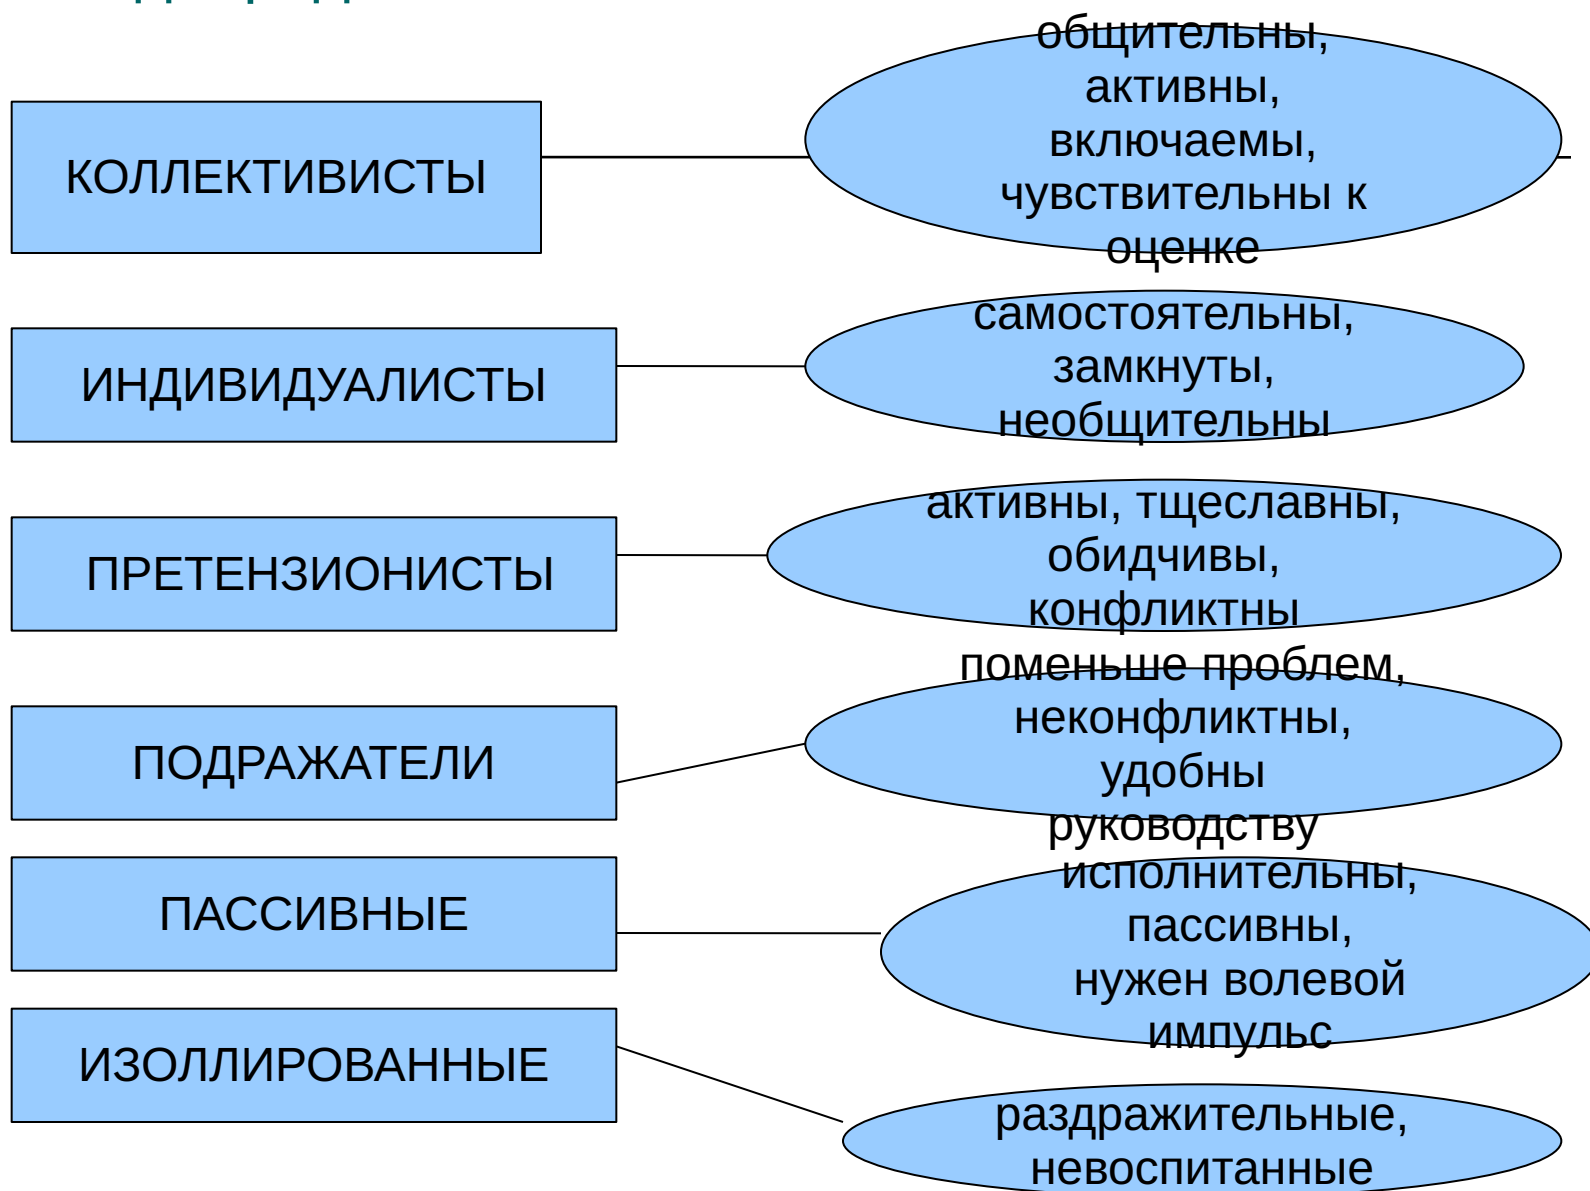 КОЛЛЕКТИВИСТЫ
общительны,
активны,
включаемы,
чувствительны к
оценке
ИНДИВИДУАЛИСТЫ
самостоятельны,
замкнуты,
необщительны
ПРЕТЕНЗИОНИСТЫ
активны, тщеславны,
обидчивы,
конфликтны
ПОДРАЖАТЕЛИ
поменьше проблем,
неконфликтны,
удобны
руководству
ПАССИВНЫЕ
исполнительны,
пассивны,
нужен волевой
импульс
ИЗОЛЛИРОВАННЫЕ
раздражительные,
невоспитанные